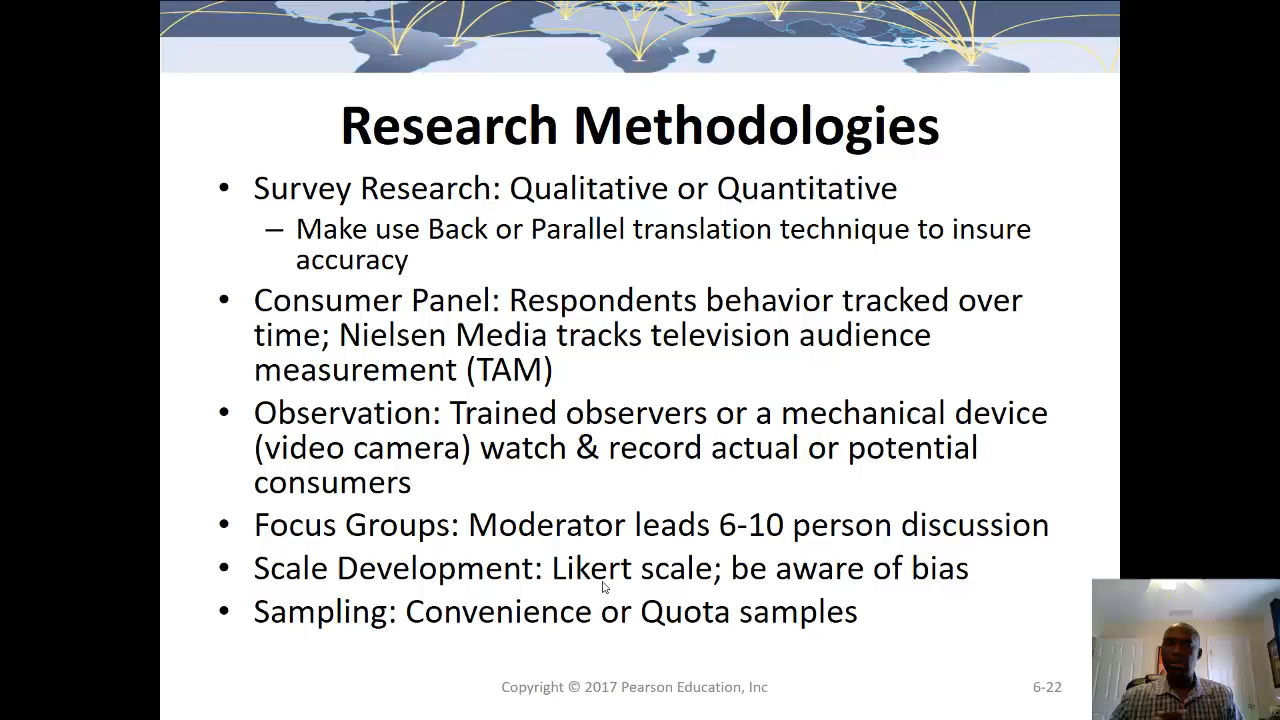 Research Methodologies
• Survey Research: Qualitative or Quantitative
– Make use Back or Parallel translation technique to insure
accuracy
• Consumer Panel: Respondents behavior tracked over
time; Nielsen Media tracks television audience
measurement (TAM)
• Observation: Trained observers or a mechanical device
(video camera) watch & record actual or potential
consumers
• Focus Groups: Moderator leads 6-10 person discussion
• Scale Development: Likert scale; be aware of bias
• Sampling: Convenience or Quota samples
Copyright © 2017 Pearson Education, Inc
6-22